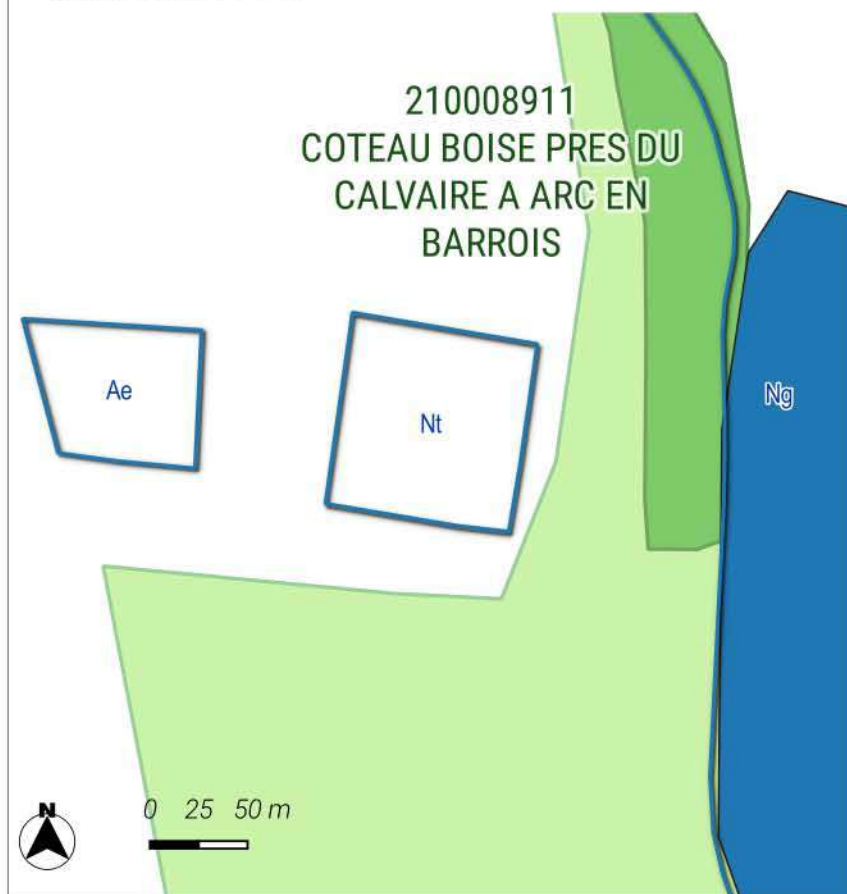 210008911
COTEAU BOISE PRES DU
CALVAIRE A ARC EN
BARROIS
Ae
Nt
Ng
N
0 25 50 m